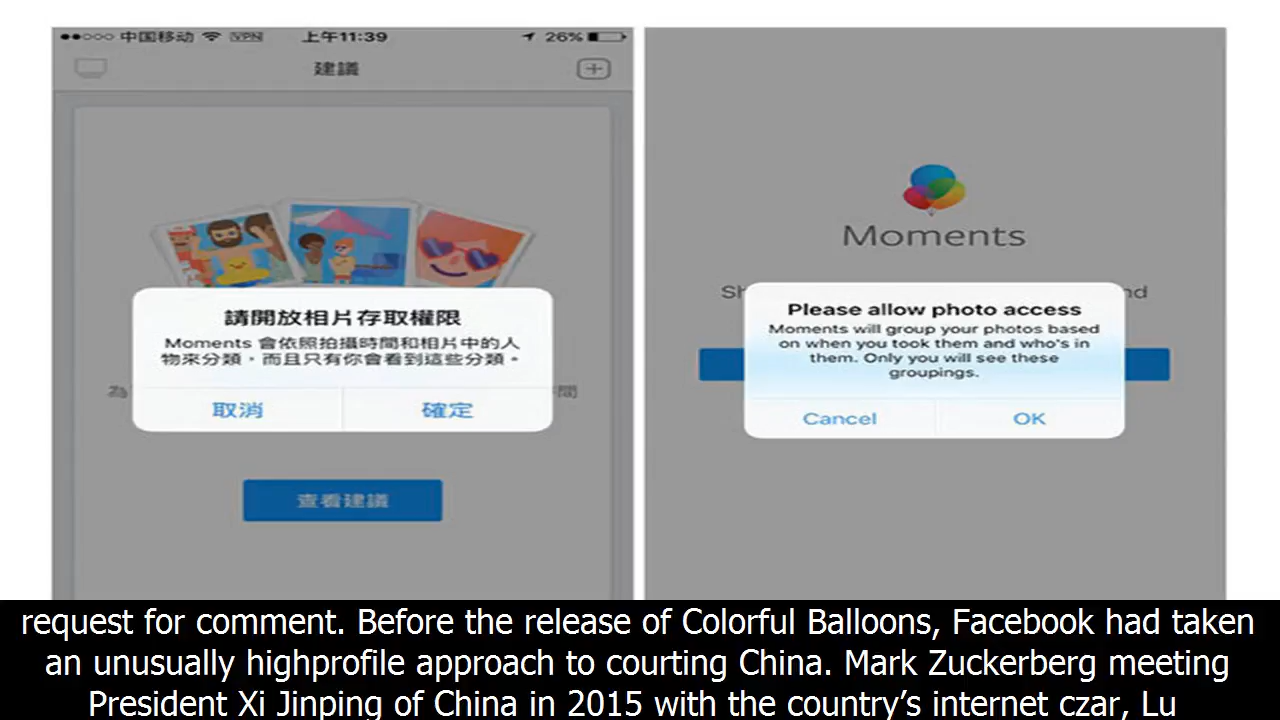 中国移动 VPN 上午11:39 26%
建議
請開放相片存取權限
Moments 會依照拍攝時間和相片中的人
物來分類，而且只有你會看到這些分類。
為 間
取消 確定
查看建議
Moments
Sh nd
Please allow photo access
Moments will group your photos based
on when you took them and who's in
them. Only you will see these
groupings.
Cancel OK
request for comment. Before the release of Colorful Balloons, Facebook had taken
an unusually highprofile approach to courting China. Mark Zuckerberg meeting
President Xi Jinping of China in 2015 with the country’s internet czar, Lu